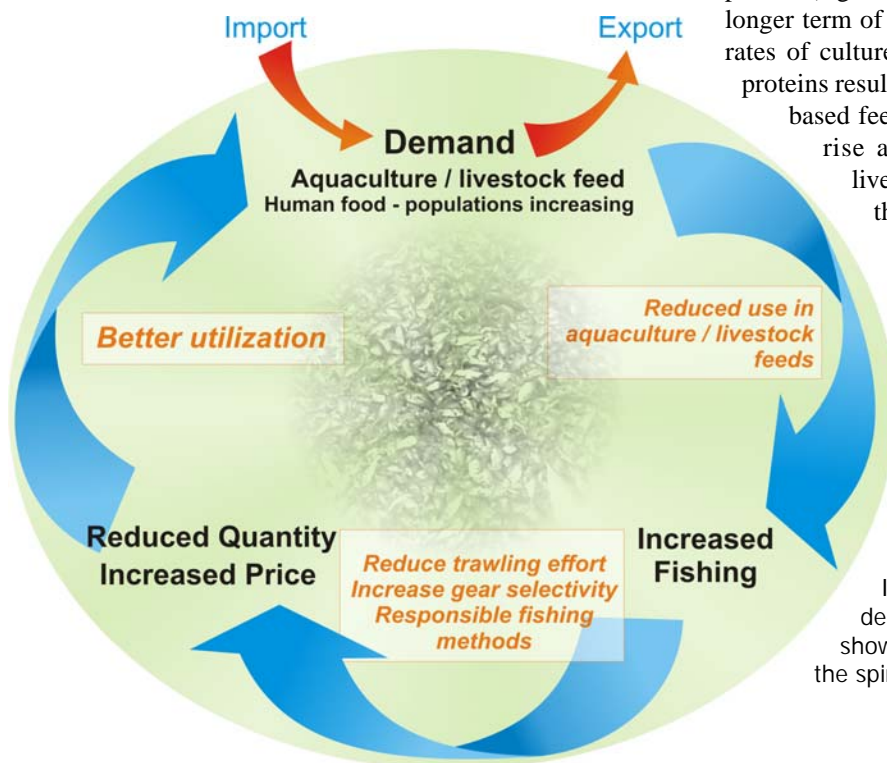 longer term of
rates of culture
proteins resul
based fee
rise a
live
th
Import
Export
Demand
Aquaculture / livestock feed
Human food - populations increasing
Better utilization
Reduced use in
aquaculture / livestock
feeds
Reduced Quantity
Increased Price
Reduce trawling effort
Increase gear selectivity
Responsible fishing
methods
Increased
Fishing
I
de
show
the spi